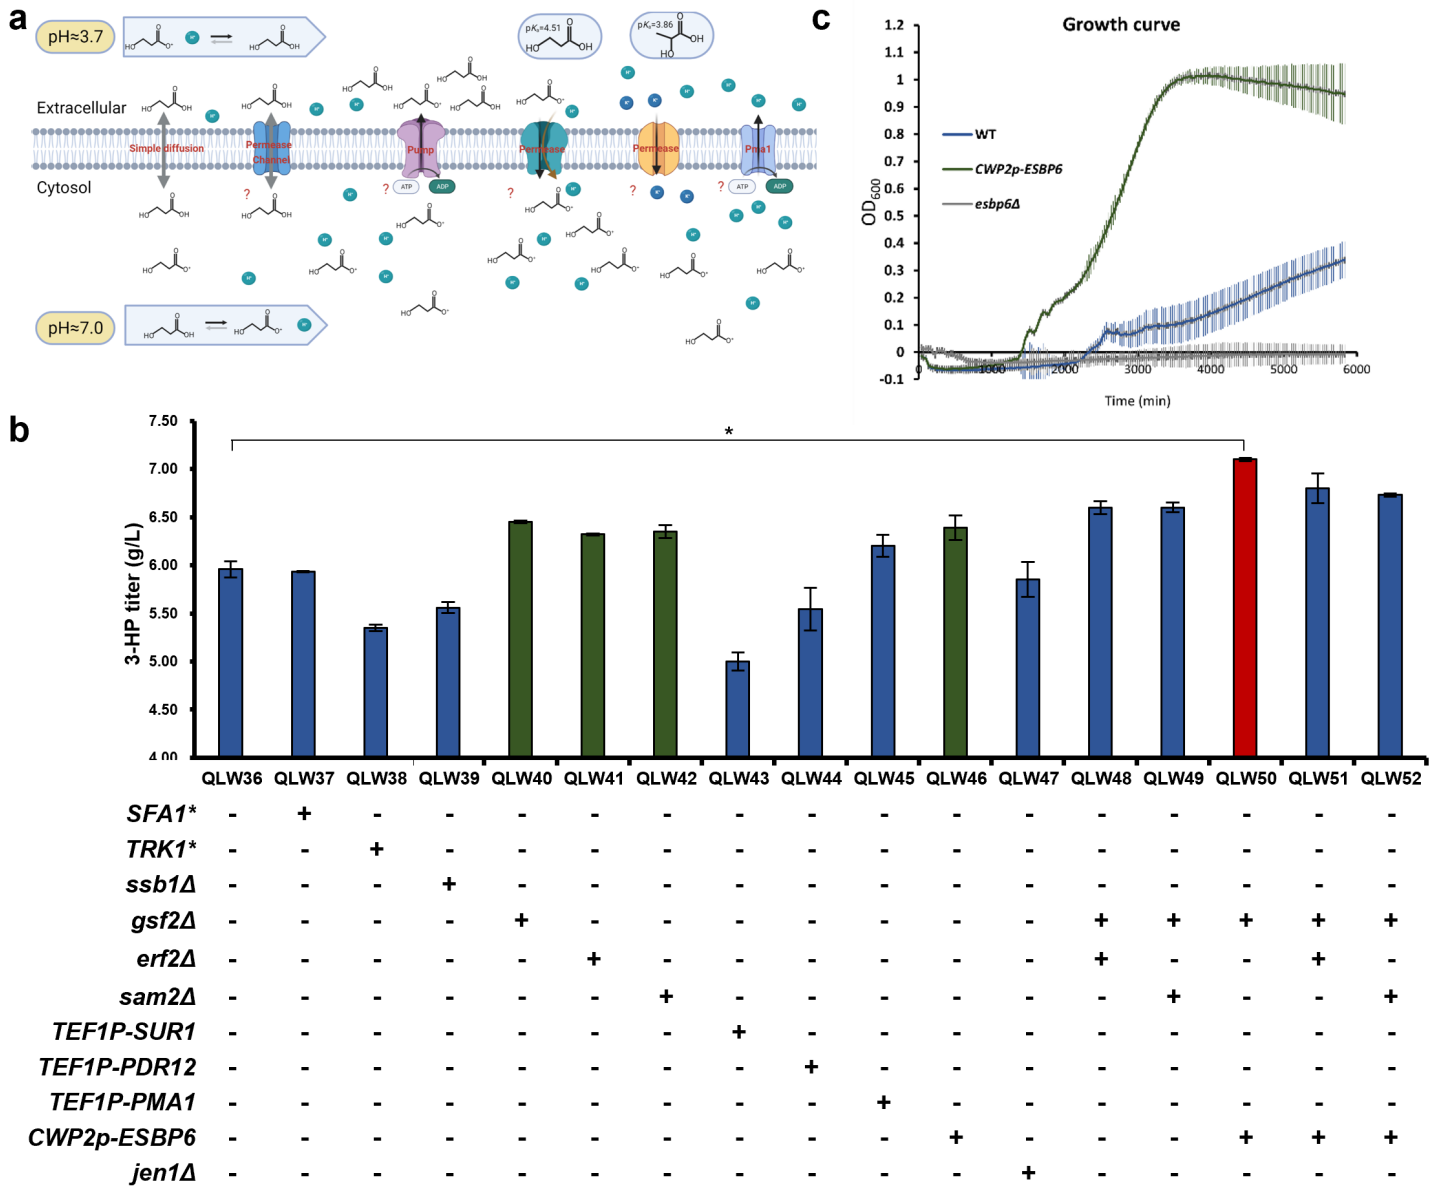 a
pH≈3.7
pKa=4.51
pKa=3.86
Extracellular
Simple diffusion
Permease
Channel
Pump
Permease
Permease
Pma1
Cytosol
?
?
ATP
ADP
?
?
?
ATP
ADP
pH≈7.0
c
Growth curve
OD600
1.2
1.1
1
0.9
0.8
0.7
0.6
0.5
0.4
0.3
0.2
0.1
0
-0.1
WT
CWP2p-ESBP6
esbp6Δ
0
1000
2000
3000
4000
5000
6000
Time (min)
b
3-HP titer (g/L)
7.50
7.00
6.50
6.00
5.50
5.00
4.50
4.00
*
QLW36 QLW37 QLW38 QLW39 QLW40 QLW41 QLW42 QLW43 QLW44 QLW45 QLW46 QLW47 QLW48 QLW49 QLW50 QLW51 QLW52
SFA1* - + - - - - - - - - - - - - - - -
TRK1* - - + - - - - - - - - - - - - - -
ssb1Δ - - - + - - - - - - - - - - - - -
gsf2Δ - - - - + - - - - - - - + + + + +
erf2Δ - - - - - + - - - - - - + - - + -
sam2Δ - - - - - - + - - - - - - + - - +
TEF1P-SUR1 - - - - - - - + - - - - - - - - -
TEF1P-PDR12 - - - - - - - - + - - - - - - - -
TEF1P-PMA1 - - - - - - - - - + - - - - - - -
CWP2p-ESBP6 - - - - - - - - - - + - - - + + +
jen1Δ - - - - - - - - - - - + - - - - -